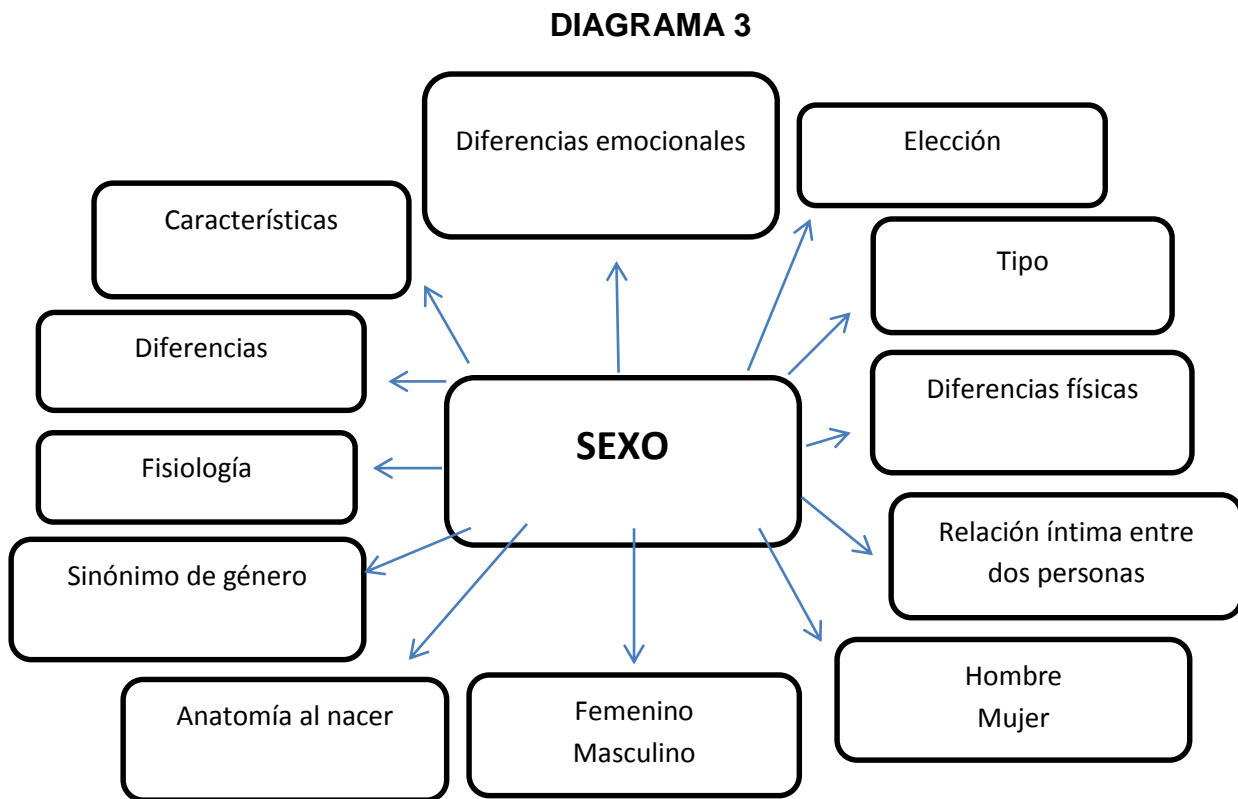 DIAGRAMA 3
Diferencias emocionales
Elección
Características
Tipo
Diferencias
Diferencias físicas
SEXO
Fisiología
Relación íntima entre
dos personas
Sinónimo de género
Hombre
Mujer
Anatomía al nacer
Femenino
Masculino